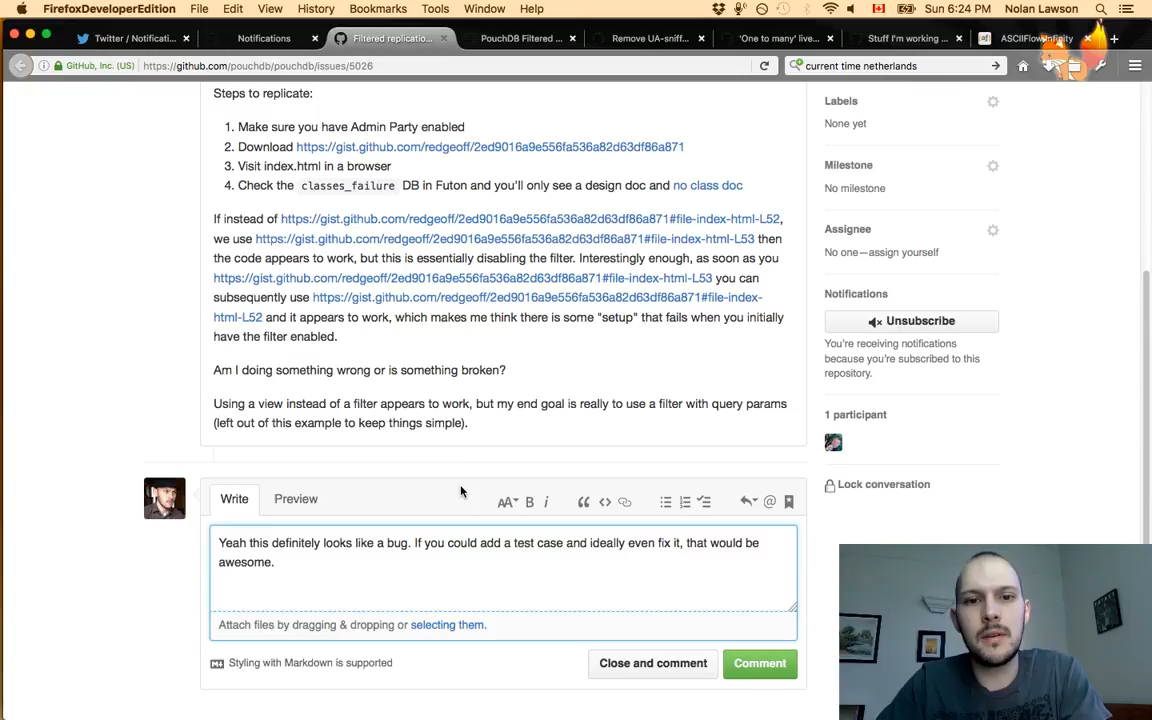 FirefoxDeveloperEdition File Edit View History Bookmarks Tools Window Help Sun 6:24 PM Nolan Lawson
Twitter / Notificati... × Notifications × Filtered replicatio... × PouchDB Filtered ... × Remove UA-sniff... × 'One to many' live... × Stuff I'm working ... × ASCIIFlow Infinity × +
GitHub, Inc. (US) https://github.com/pouchdb/pouchdb/issues/5026 current time netherlands
Steps to replicate:
1. Make sure you have Admin Party enabled
2. Download https://gist.github.com/redgeoff/2ed9016a9e556fa536a82d63df86a871
3. Visit index.html in a browser
4. Check the classes_failure DB in Futon and you'll only see a design doc and no class doc
If instead of https://gist.github.com/redgeoff/2ed9016a9e556fa536a82d63df86a871#file-index-html-L52,
we use https://gist.github.com/redgeoff/2ed9016a9e556fa536a82d63df86a871#file-index-html-L53 then
the code appears to work, but this is essentially disabling the filter. Interestingly enough, as soon as you
https://gist.github.com/redgeoff/2ed9016a9e556fa536a82d63df86a871#file-index-html-L53 you can
subsequently use https://gist.github.com/redgeoff/2ed9016a9e556fa536a82d63df86a871#file-index-
html-L52 and it appears to work, which makes me think there is some "setup" that fails when you initially
have the filter enabled.
Am I doing something wrong or is something broken?
Using a view instead of a filter appears to work, but my end goal is really to use a filter with query params
(left out of this example to keep things simple).
Labels
None yet
Milestone
No milestone
Assignee
No one—assign yourself
Notifications
Unsubscribe
You're receiving notifications
because you're subscribed to this
repository.
1 participant
Lock conversation
Write Preview AA B i
Yeah this definitely looks like a bug. If you could add a test case and ideally even fix it, that would be
awesome.
Attach files by dragging & dropping or selecting them.
Styling with Markdown is supported
Close and comment Comment